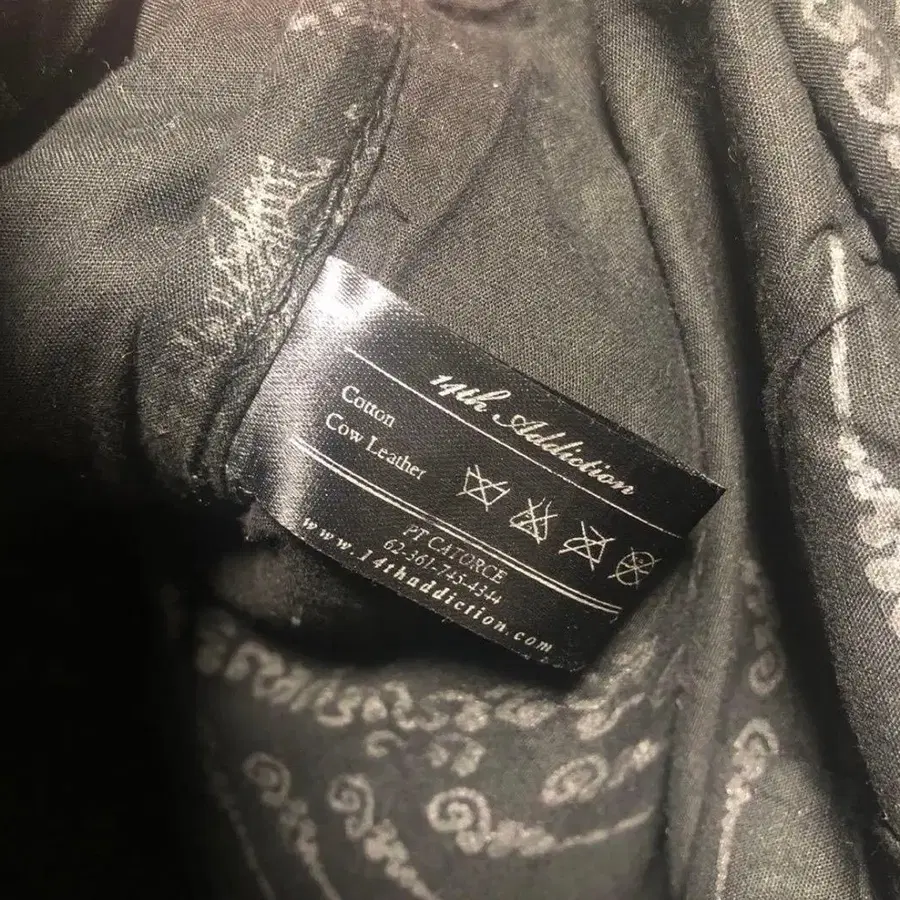 14th Addiction
Cotton
Cow Leather
PT CATORCE
62-361-745-4344
www.14thaddiction.com